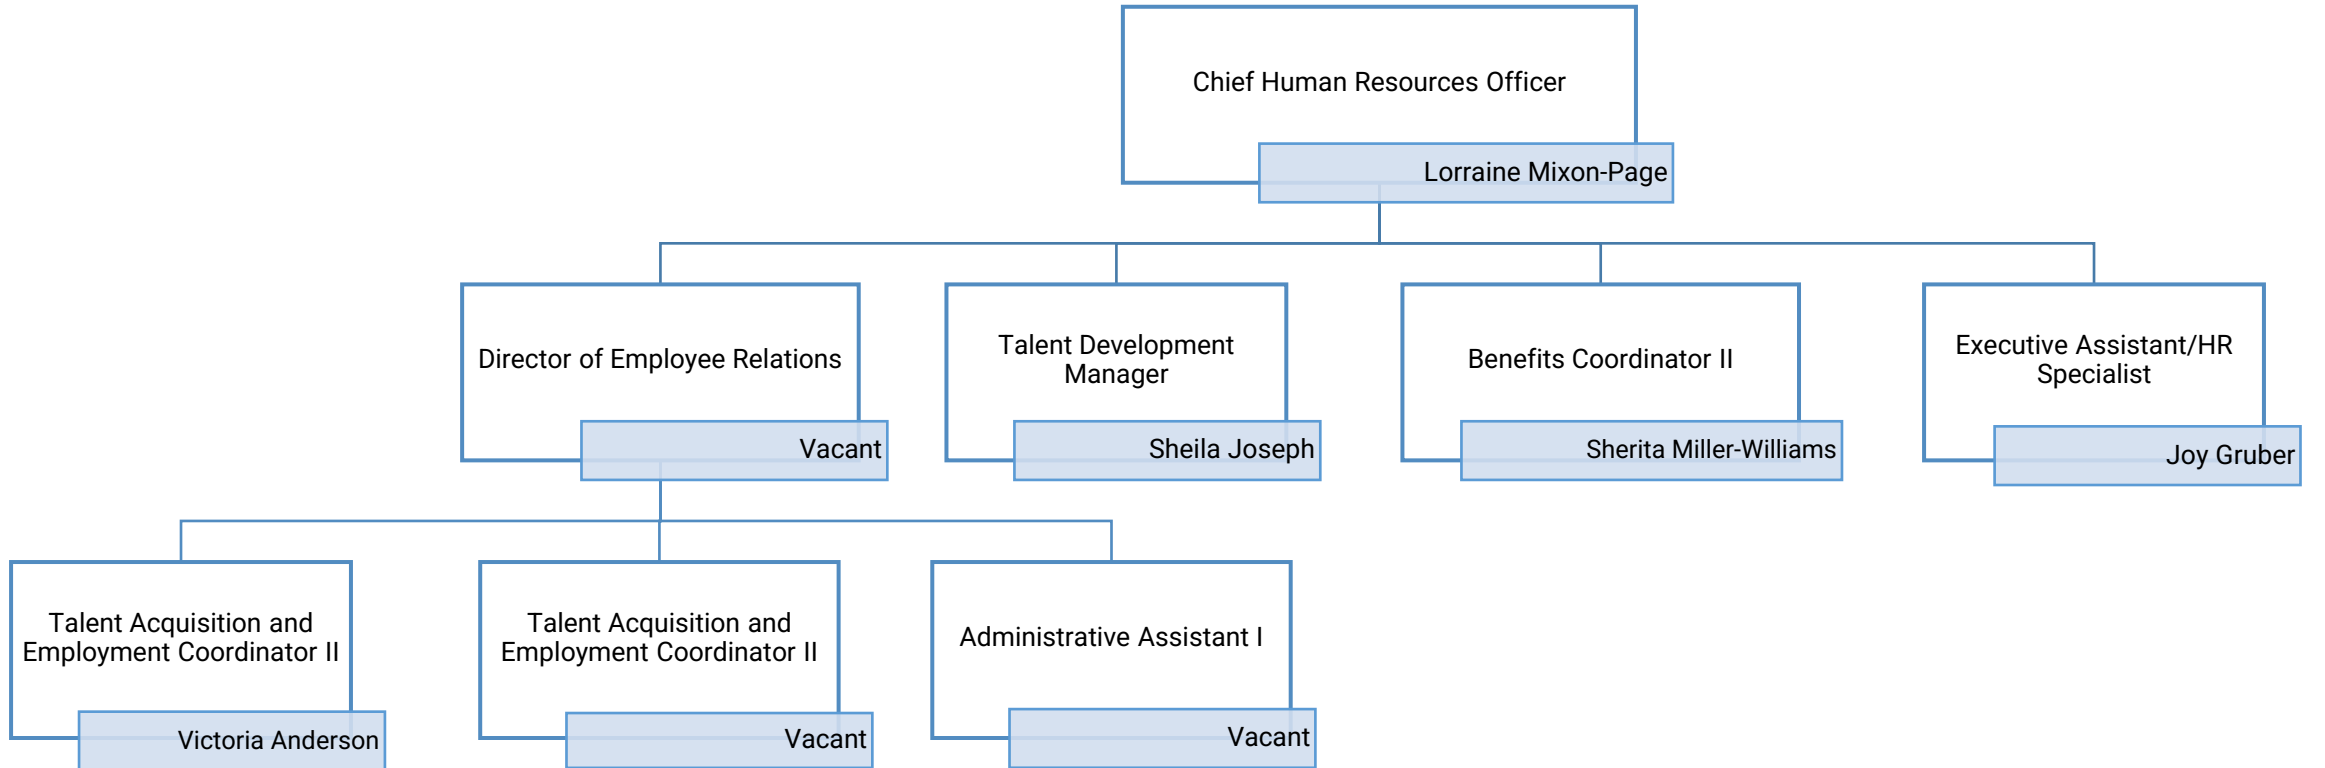 Chief Human Resources Officer
Lorraine Mixon-Page
Director of Employee Relations
Vacant
Talent Development
Manager
Sheila Joseph
Benefits Coordinator II
Sherita Miller-Williams
Executive Assistant/HR
Specialist
Joy Gruber
Talent Acquisition and
Employment Coordinator II
Victoria Anderson
Talent Acquisition and
Employment Coordinator II
Vacant
Administrative Assistant I
Vacant